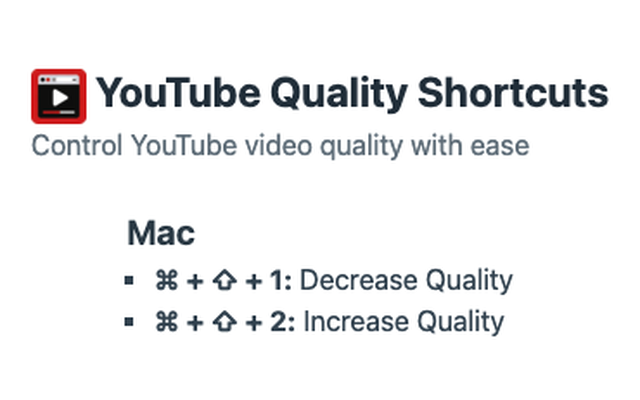 YouTube Quality Shortcuts
Control YouTube video quality with ease
Mac
▪ ⌘ + ⇧ + 1: Decrease Quality
▪ ⌘ + ⇧ + 2: Increase Quality